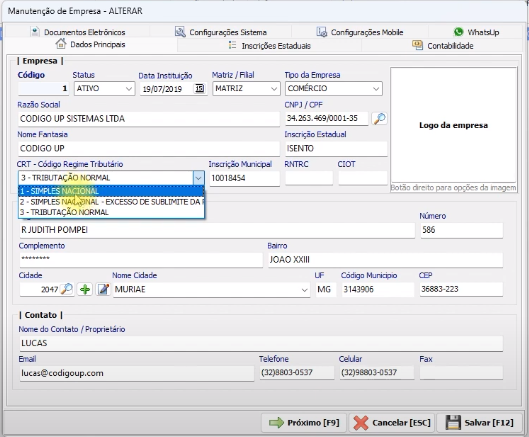 Manutenção de Empresa - ALTERAR
Documentos Eletrônicos Configurações Sistema Configurações Mobile WhatsUp
Dados Principais Inscrições Estaduais Contabilidade
| Empresa |
Código Status Data Instituição Matriz / Filial Tipo da Empresa
1 ATIVO 19/07/2019 15 MATRIZ COMÉRCIO
Razão Social CNPJ / CPF
CODIGO UP SISTEMAS LTDA 34.263.469/0001-35
Logo da empresa
Nome Fantasia Inscrição Estadual
CODIGO UP ISENTO
CRT - Código Regime Tributário Inscrição Municipal RNTRC CIOT
3 - TRIBUTAÇÃO NORMAL 10018454
Botão direito para opções da imagem
1 - SIMPLES NACIONAL
2 - SIMPLES NACIONAL - EXCESSO DE SUBLIMITE DA F
3 - TRIBUTAÇÃO NORMAL
Número
R JUDITH POMPEI 586
Complemento Bairro
******** JOAO XXIII
Cidade Nome Cidade UF Código Municipio CEP
2047 MURIAE MG 3143906 36883-223
| Contato |
Nome do Contato / Proprietário
LUCAS
Email Telefone Celular Fax
lucas@codigoup.com (32)8803-0537 (32)98803-0537
Próximo [F9] Cancelar [ESC] Salvar [F12]